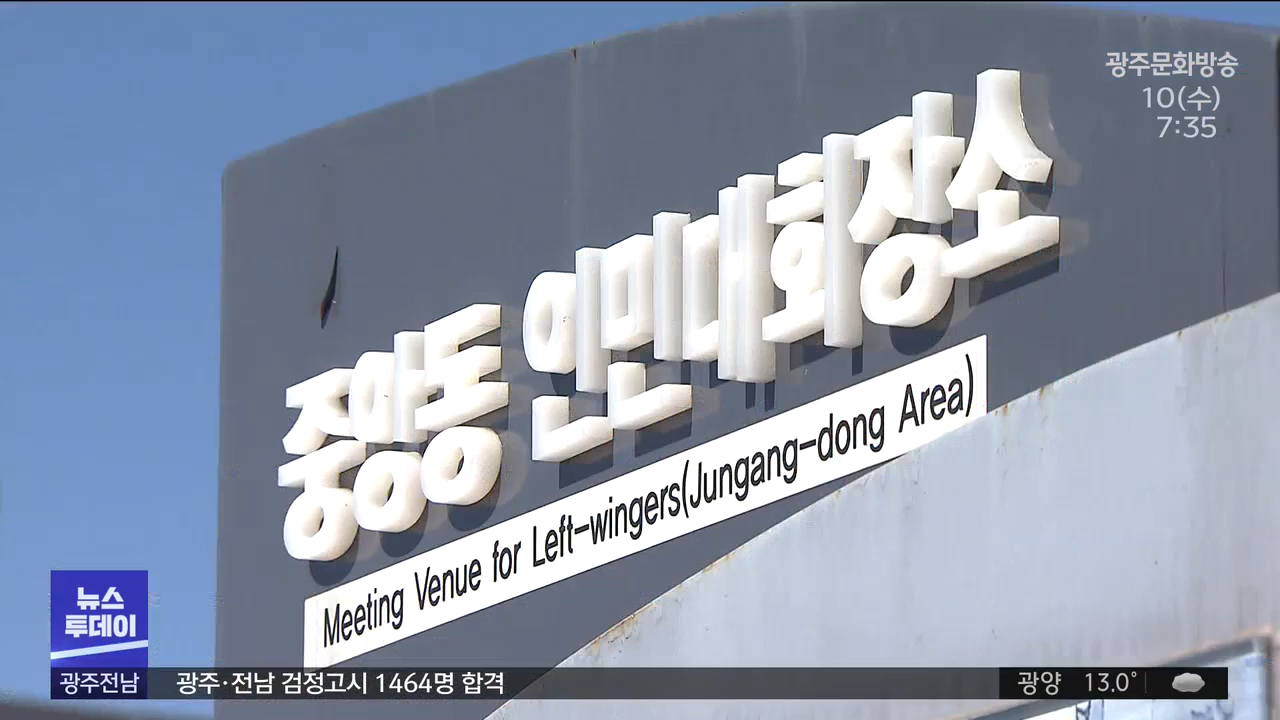 광주문화방송
10(수)
7:35
중앙동 인민대회장소
Meeting Venue for Left-wingers(Jungang-dong Area)
뉴스
투데이
광주전남
광주·전남 검정고시 1464명 합격
광양 13.0°